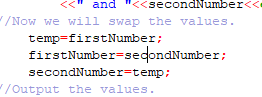 <<" and "<<secondNumber<<
//Now we will swap the values.
temp=firstNumber;
firstNumber=secondNumber;
secondNumber=temp;
//Output the values.